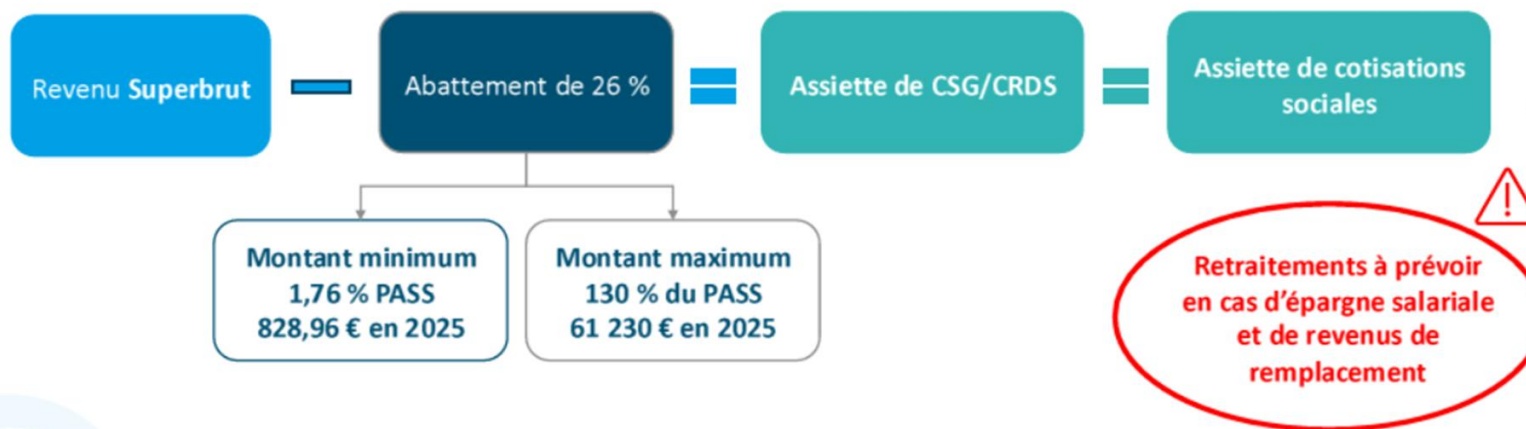 Revenu Superbrut
Abattement de 26 %
Assiette de CSG/CRDS
Assiette de cotisations
sociales
Montant minimum
1,76 % PASS
828,96 € en 2025
Montant maximum
130 % du PASS
61 230 € en 2025
Retraitements à prévoir
en cas d'épargne salariale
et de revenus de
remplacement